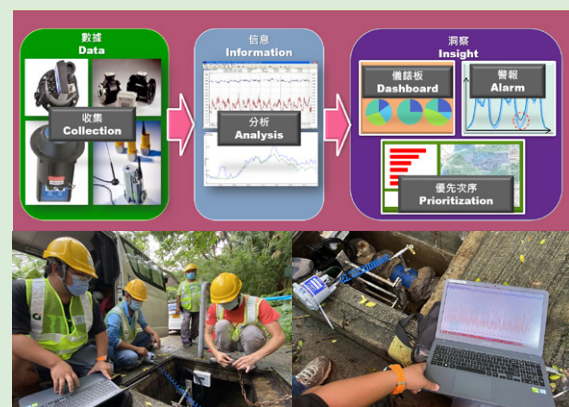 數據
Data
收集
Collection
信息
Information
分析
Analysis
洞察
Insight
儀錶板
Dashboard
警報
Alarm
優先次序
Prioritization